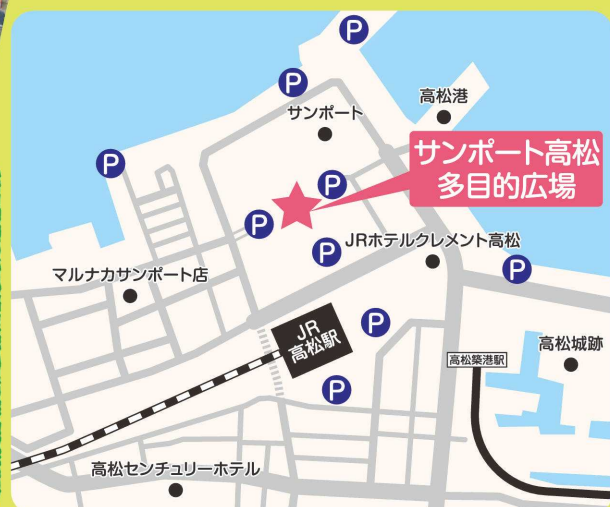 P
P
高松港
サンポート
サンポート高松
多目的広場
P
P
P
JRホテルクレメント高松
P
P
マルナカサンポート店
JR
高松駅
P
高松築港駅
高松城跡
P
高松センチュリーホテル